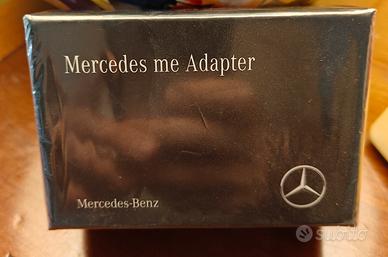 Mercedes me Adapter
Mercedes-Benz
subito